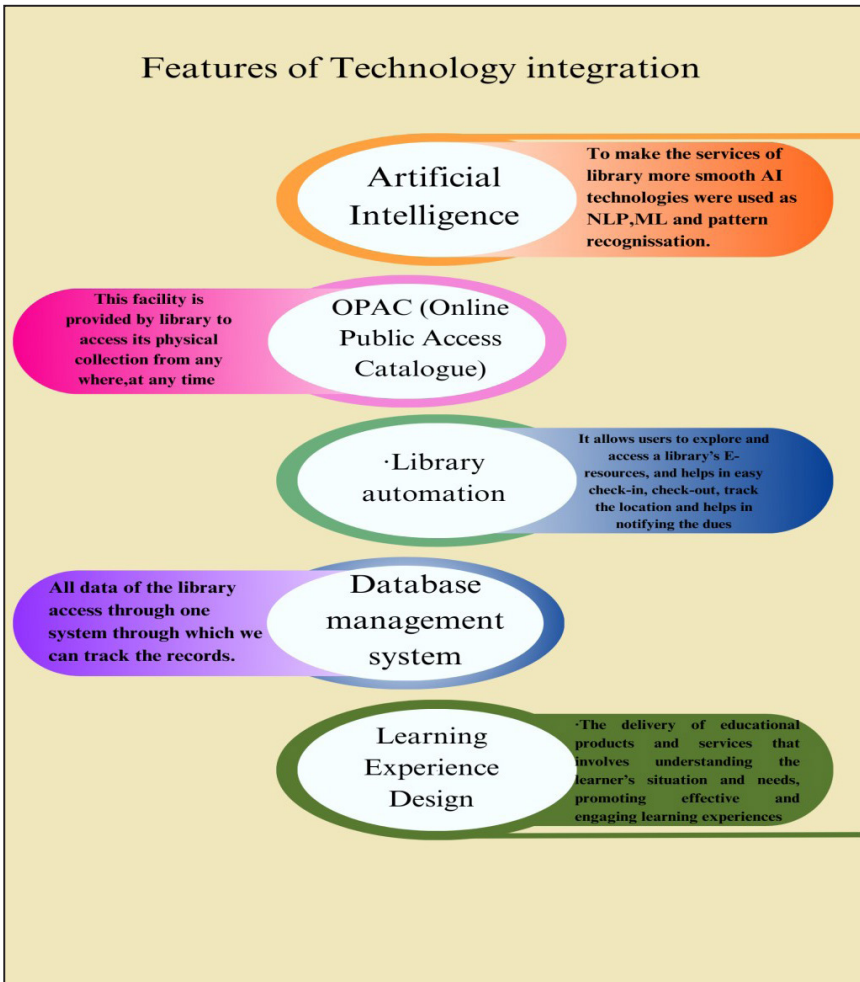 Features of Technology integration
Artificial
Intelligence
To make the services of
library more smooth AI
technologies were used as
NLP,ML and pattern
recognissation.
This facility is
provided by library to
access its physical
collection from any
where,at any time
OPAC (Online
Public Access
Catalogue)
·Library
automation
It allows users to explore and
access a library's E-
resources, and helps in easy
check-in, check-out, track
the location and helps in
notifying the dues
All data of the library
access through one
system through which we
can track the records.
Database
management
system
Learning
Experience
Design
·The delivery of educational
products and services that
involves understanding the
learner's situation and needs,
promoting effective and
engaging learning experiences